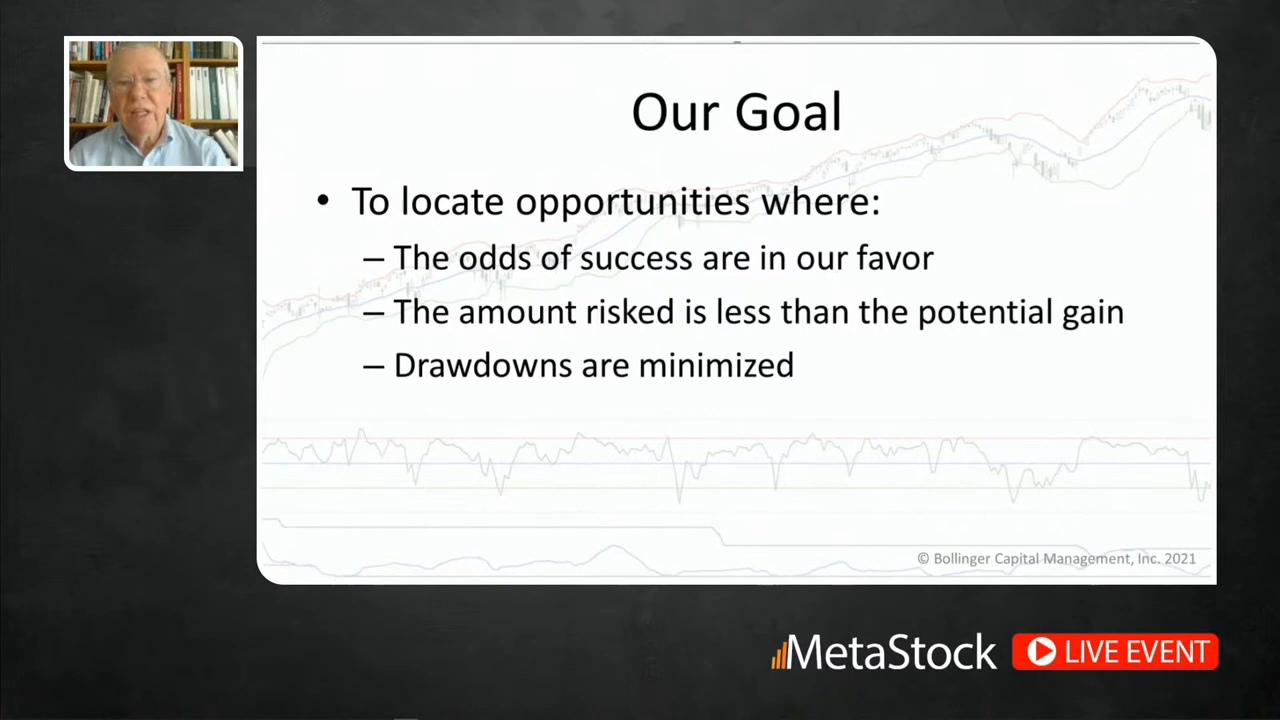 Our Goal
• To locate opportunities where:
– The odds of success are in our favor
– The amount risked is less than the potential gain
– Drawdowns are minimized
© Bollinger Capital Management, Inc. 2021
MetaStock LIVE EVENT